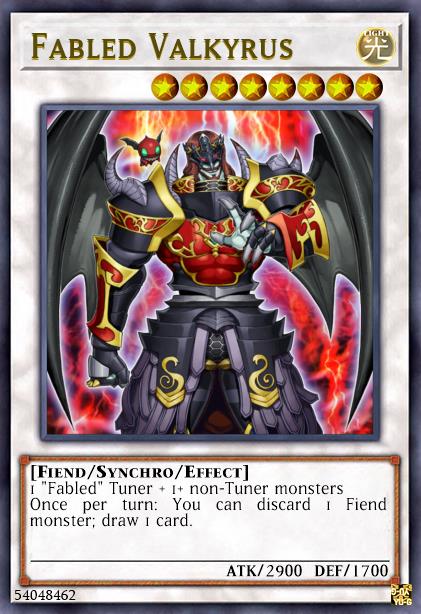 FABLED VALKYRUS
LIGHT
光
[FIEND/SYNCHRO/EFFECT]
1 "Fabled" Tuner + 1+ non-Tuner monsters
Once per turn: You can discard 1 Fiend
monster; draw 1 card.
ATK/2900 DEF/1700
54048462